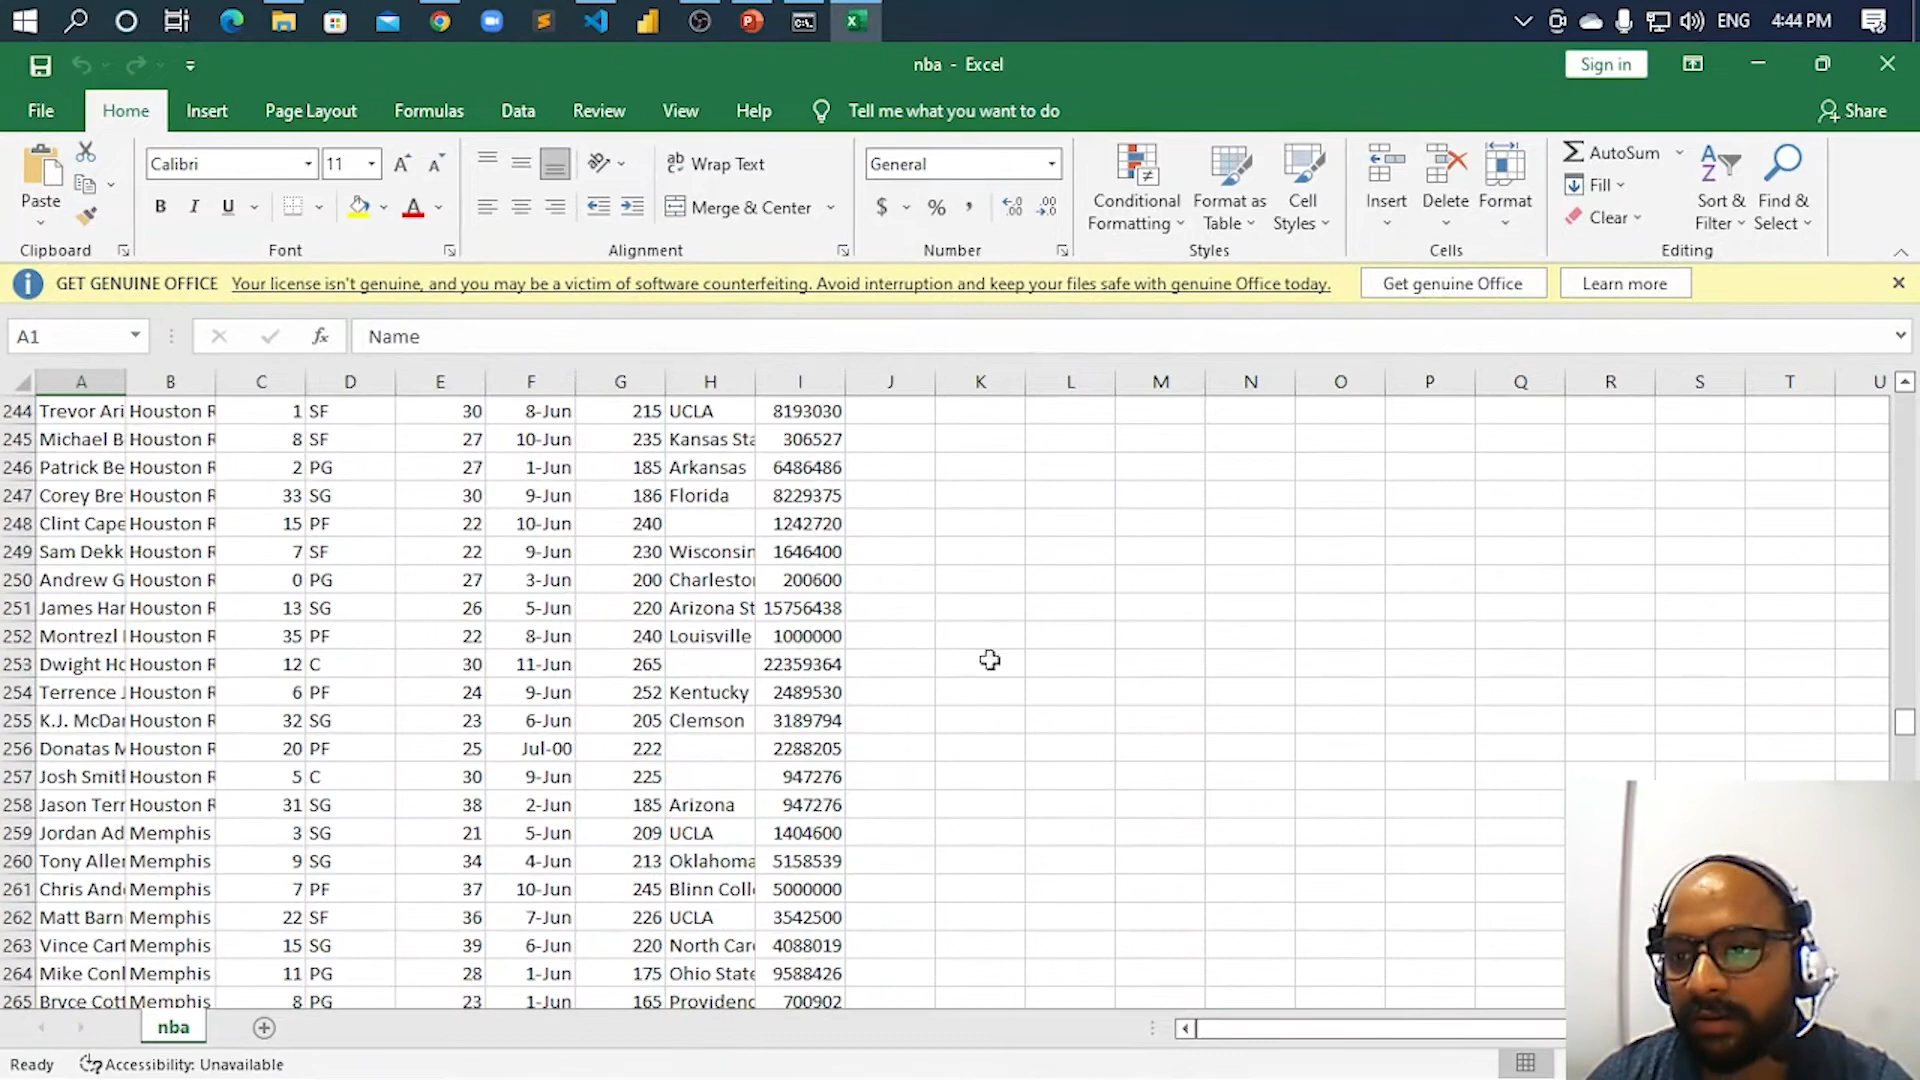 ENG 4:44 PM
nba - Excel
Sign in
File Home Insert Page Layout Formulas Data Review View Help Tell me what you want to do Share
Paste
Clipboard
Calibri 11
B I U
Font
Wrap Text
Merge & Center
Alignment
General
$ %
Number
Conditional Formatting
Format as Table
Cell Styles
Styles
Insert Delete Format
Cells
AutoSum
Fill
Clear
Sort & Filter
Find & Select
Editing
GET GENUINE OFFICE Your license isn't genuine, and you may be a victim of software counterfeiting. Avoid interruption and keep your files safe with genuine Office today. Get genuine Office Learn more
A1 fx Name
A B C D E F G H I J K L M N O P Q R S T U
244 Trevor Ari Houston R 1 SF 30 8-Jun 215 UCLA 8193030
245 Michael B Houston R 8 SF 27 10-Jun 235 Kansas Sta 306527
246 Patrick Be Houston R 2 PG 27 1-Jun 185 Arkansas 6486486
247 Corey Bre Houston R 33 SG 30 9-Jun 186 Florida 8229375
248 Clint Cape Houston R 15 PF 22 10-Jun 240 1242720
249 Sam Dekk Houston R 7 SF 22 9-Jun 230 Wisconsin 1646400
250 Andrew G Houston R 0 PG 27 3-Jun 200 Charlesto 200600
251 James Har Houston R 13 SG 26 5-Jun 220 Arizona St 15756438
252 Montrezl Houston R 35 PF 22 8-Jun 240 Louisville 1000000
253 Dwight Ho Houston R 12 C 30 11-Jun 265 22359364
254 Terrence J Houston R 6 PF 24 9-Jun 252 Kentucky 2489530
255 K.J. McDan Houston R 32 SG 23 6-Jun 205 Clemson 3189794
256 Donatas M Houston R 20 PF 25 Jul-00 222 2288205
257 Josh Smith Houston R 5 C 30 9-Jun 225 947276
258 Jason Terr Houston R 31 SG 38 2-Jun 185 Arizona 947276
259 Jordan Ad Memphis 3 SG 21 5-Jun 209 UCLA 1404600
260 Tony Aller Memphis 9 SG 34 4-Jun 213 Oklahoma 5158539
261 Chris And Memphis 7 PF 37 10-Jun 245 Blinn Coll 5000000
262 Matt Barn Memphis 22 SF 36 7-Jun 226 UCLA 3542500
263 Vince Cart Memphis 15 SG 39 6-Jun 220 North Car 4088019
264 Mike Conl Memphis 11 PG 28 1-Jun 175 Ohio State 9588426
265 Bryce Cott Memphis 8 PG 23 1-Jun 165 Providenc 700902
nba
Ready Accessibility: Unavailable